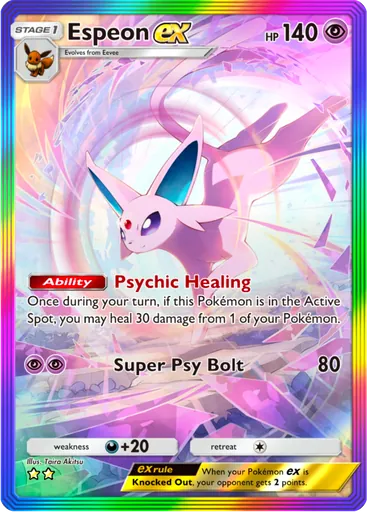 STAGE 1
Espeon ex
HP 140
Evolves from Eevee
Ability Psychic Healing
Once during your turn, if this Pokémon is in the Active
Spot, you may heal 30 damage from 1 of your Pokémon.
Super Psy Bolt 80
weakness +20 retreat
Illus. Taira Akitsu
ex rule When your Pokémon ex is
Knocked Out, your opponent gets 2 points.